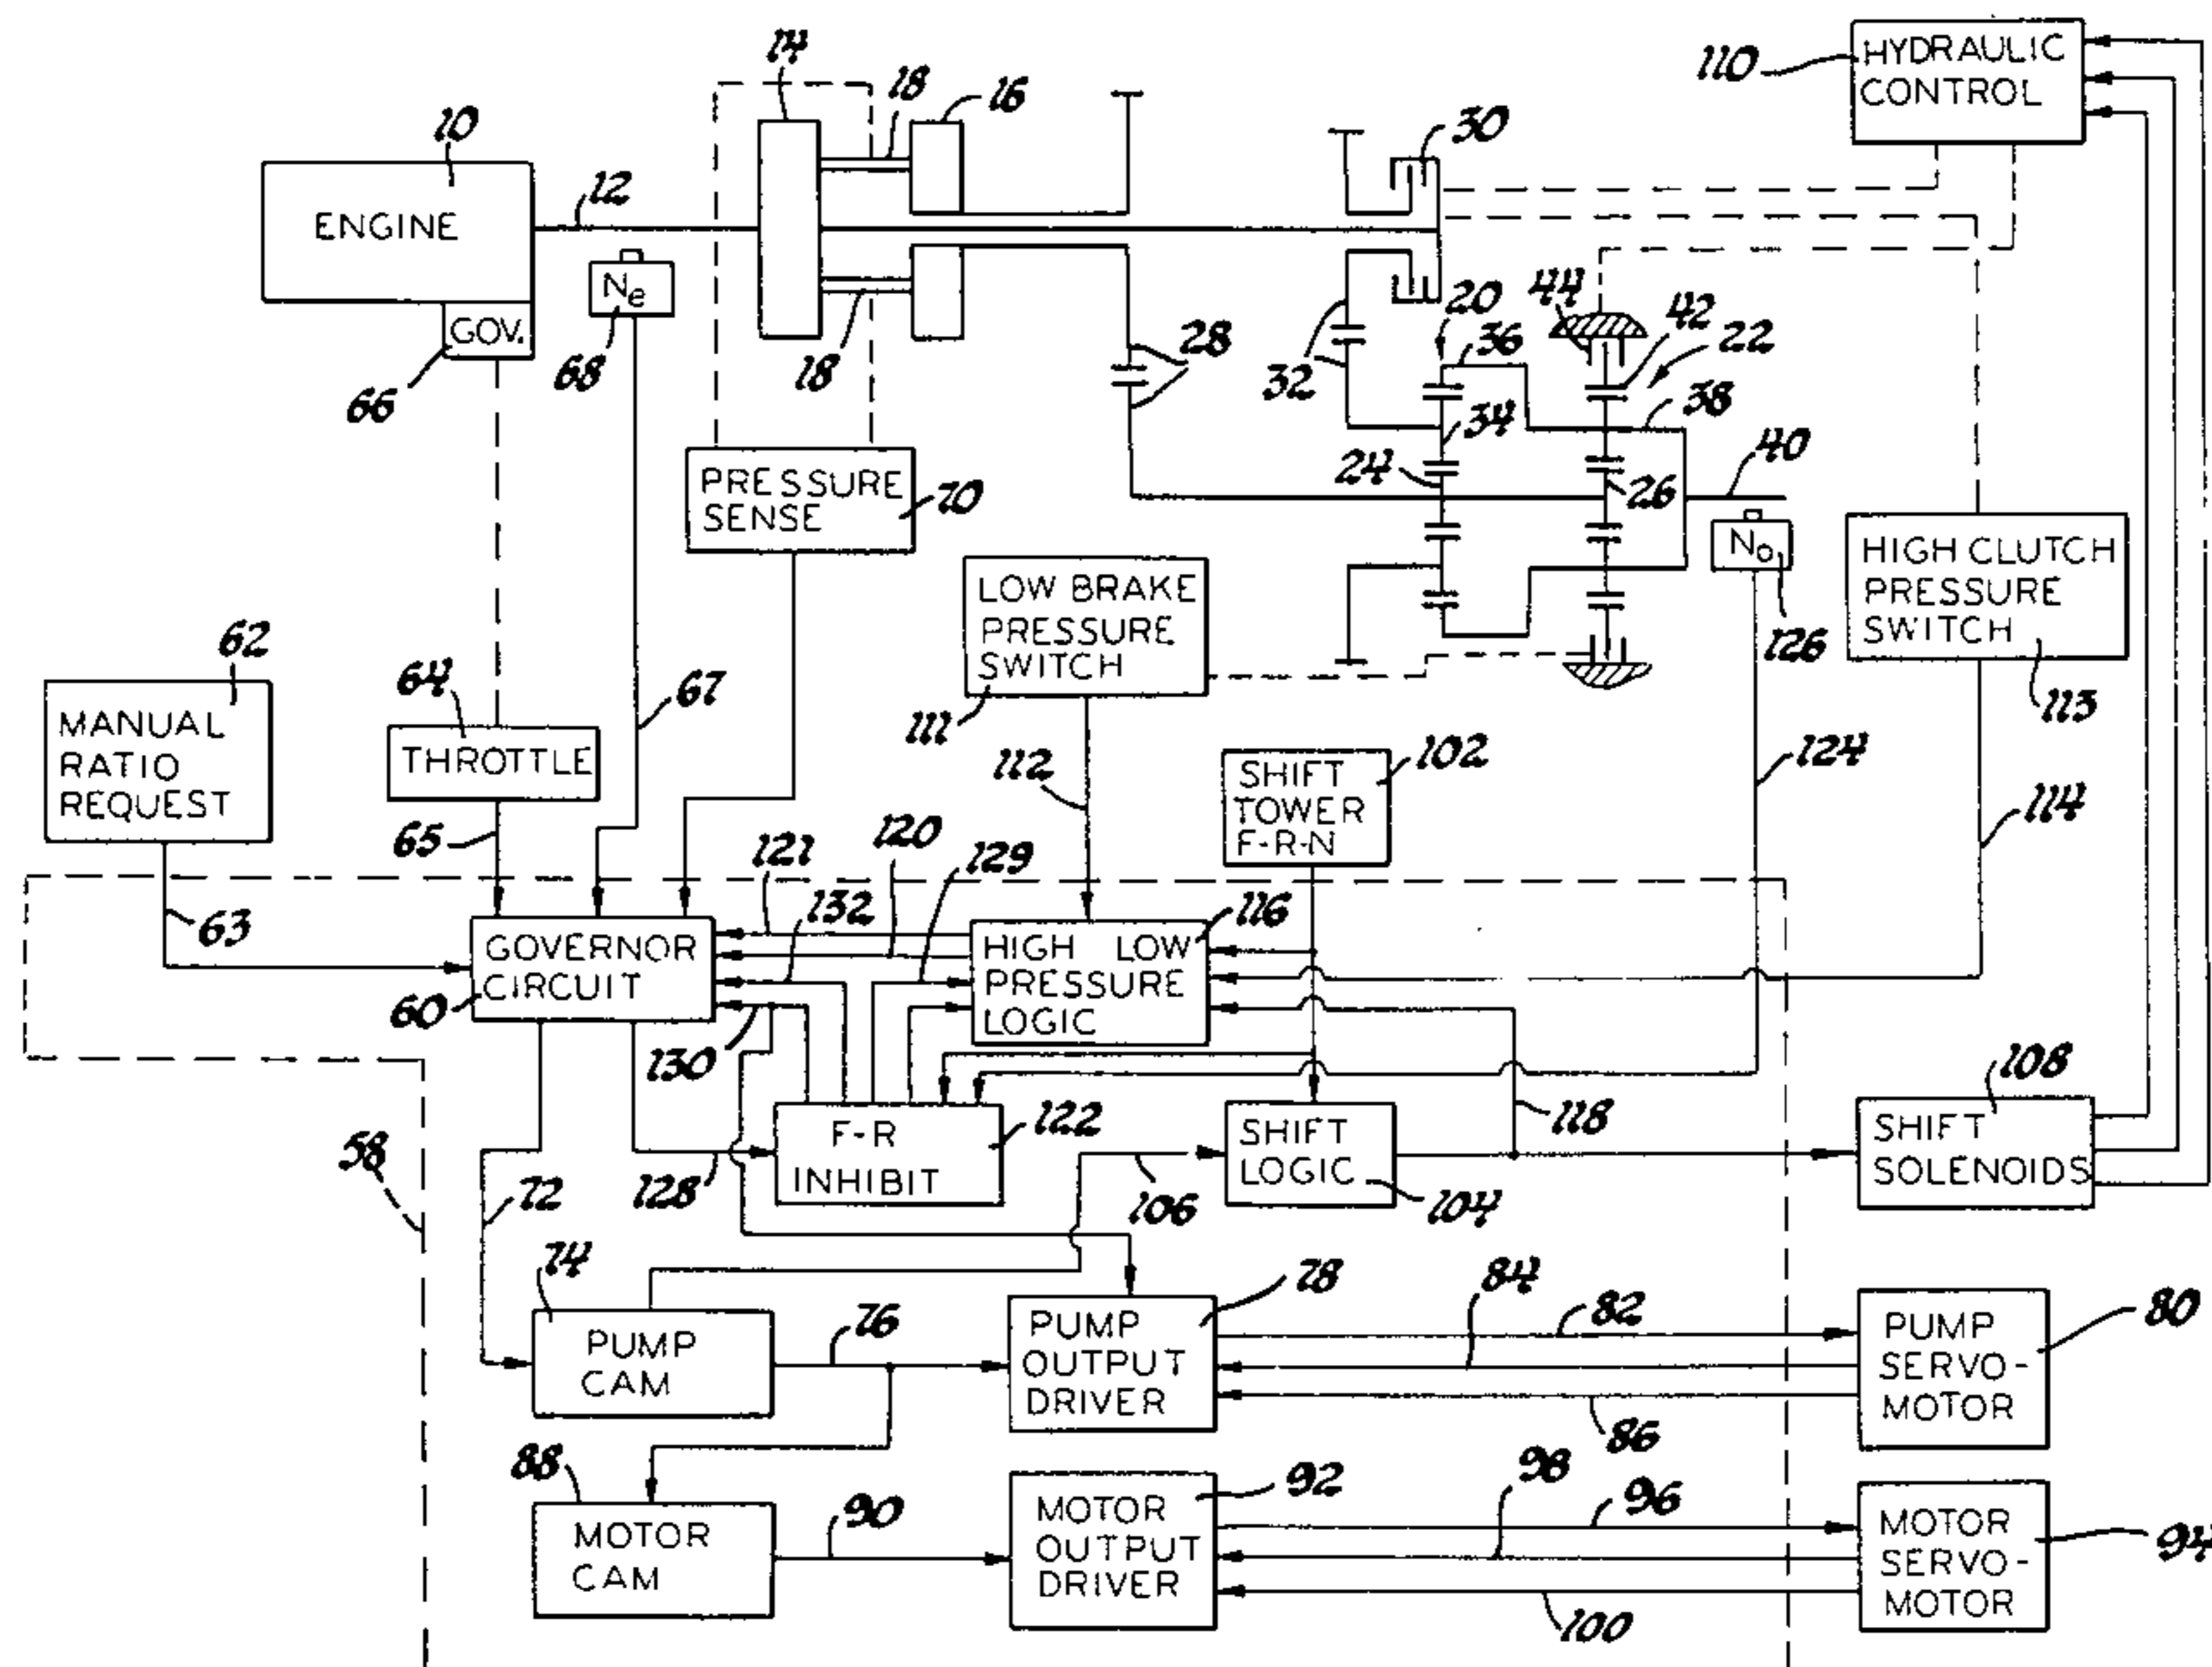 14
18
16
110
HYDRAULIC
CONTROL
10
30
12
ENGINE
Ne
GOV.
68
66
18
28
32
20
36
44
42
22
34
38
24
26
40
PRESSURE
SENSE
70
No
126
LOW BRAKE
PRESSURE
SWITCH
111
HIGH CLUTCH
PRESSURE
SWITCH
113
62
MANUAL
RATIO
REQUEST
64
THROTTLE
65
67
112
SHIFT
TOWER
F-R-N
102
124
114
63
121
120
129
132
116
GOVERNOR
CIRCUIT
60
HIGH LOW
PRESSURE
LOGIC
130
58
72
128
F-R
INHIBIT
122
106
SHIFT
LOGIC
104
118
108
SHIFT
SOLENOIDS
74
PUMP
CAM
76
78
PUMP
OUTPUT
DRIVER
84
82
86
PUMP
SERVO-
MOTOR
80
88
MOTOR
CAM
90
92
MOTOR
OUTPUT
DRIVER
98
96
100
MOTOR
SERVO-
MOTOR
94